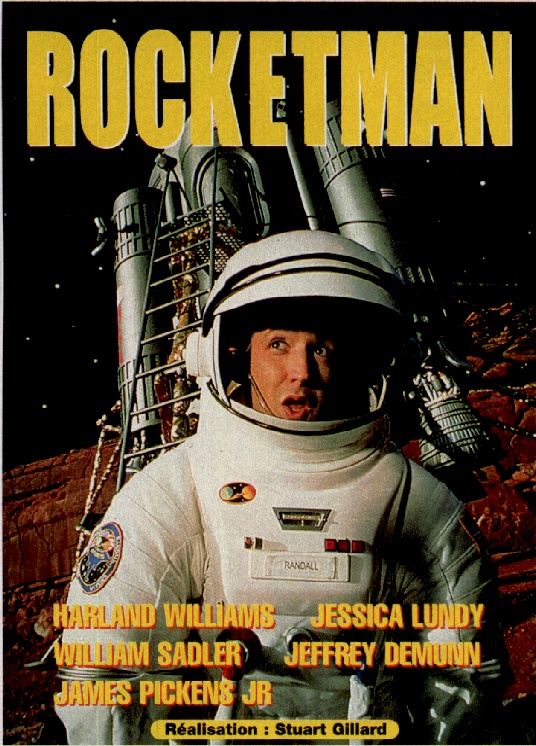 ROCKETMAN
RANDALL
HARLAND WILLIAMS JESSICA LUNDY
WILLIAM SADLER JEFFREY DEMUNN
JAMES PICKENS JR
Réalisation : Stuart Gillard